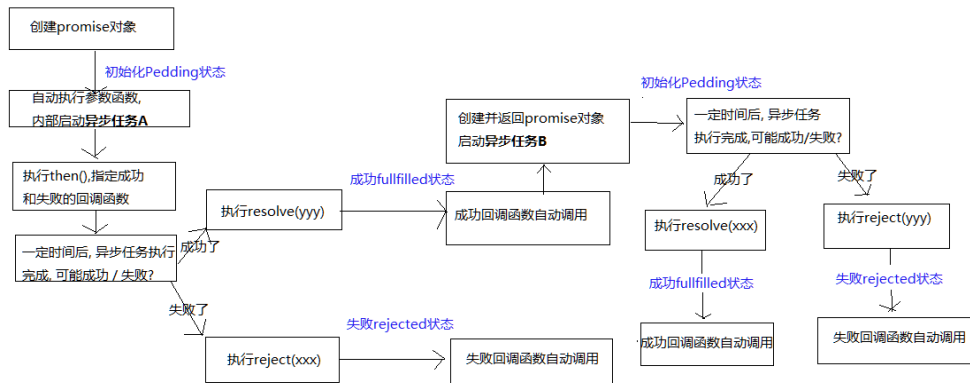 创建promise对象
初始化Pedding状态
自动执行参数函数,
内部启动异步任务A
执行then(),指定成功
和失败的回调函数
一定时间后, 异步任务执行
完成, 可能成功 / 失败?
成功了
执行resolve(yyy)
成功fullfilled状态
成功回调函数自动调用
失败了
执行reject(xxx)
失败rejected状态
失败回调函数自动调用
创建并返回promise对象
启动异步任务B
初始化Pedding状态
一定时间后, 异步任务
执行完成,可能成功/失败?
成功了
执行resolve(xxx)
成功fullfilled状态
成功回调函数自动调用
失败了
执行reject(yyy)
失败rejected状态
失败回调函数自动调用